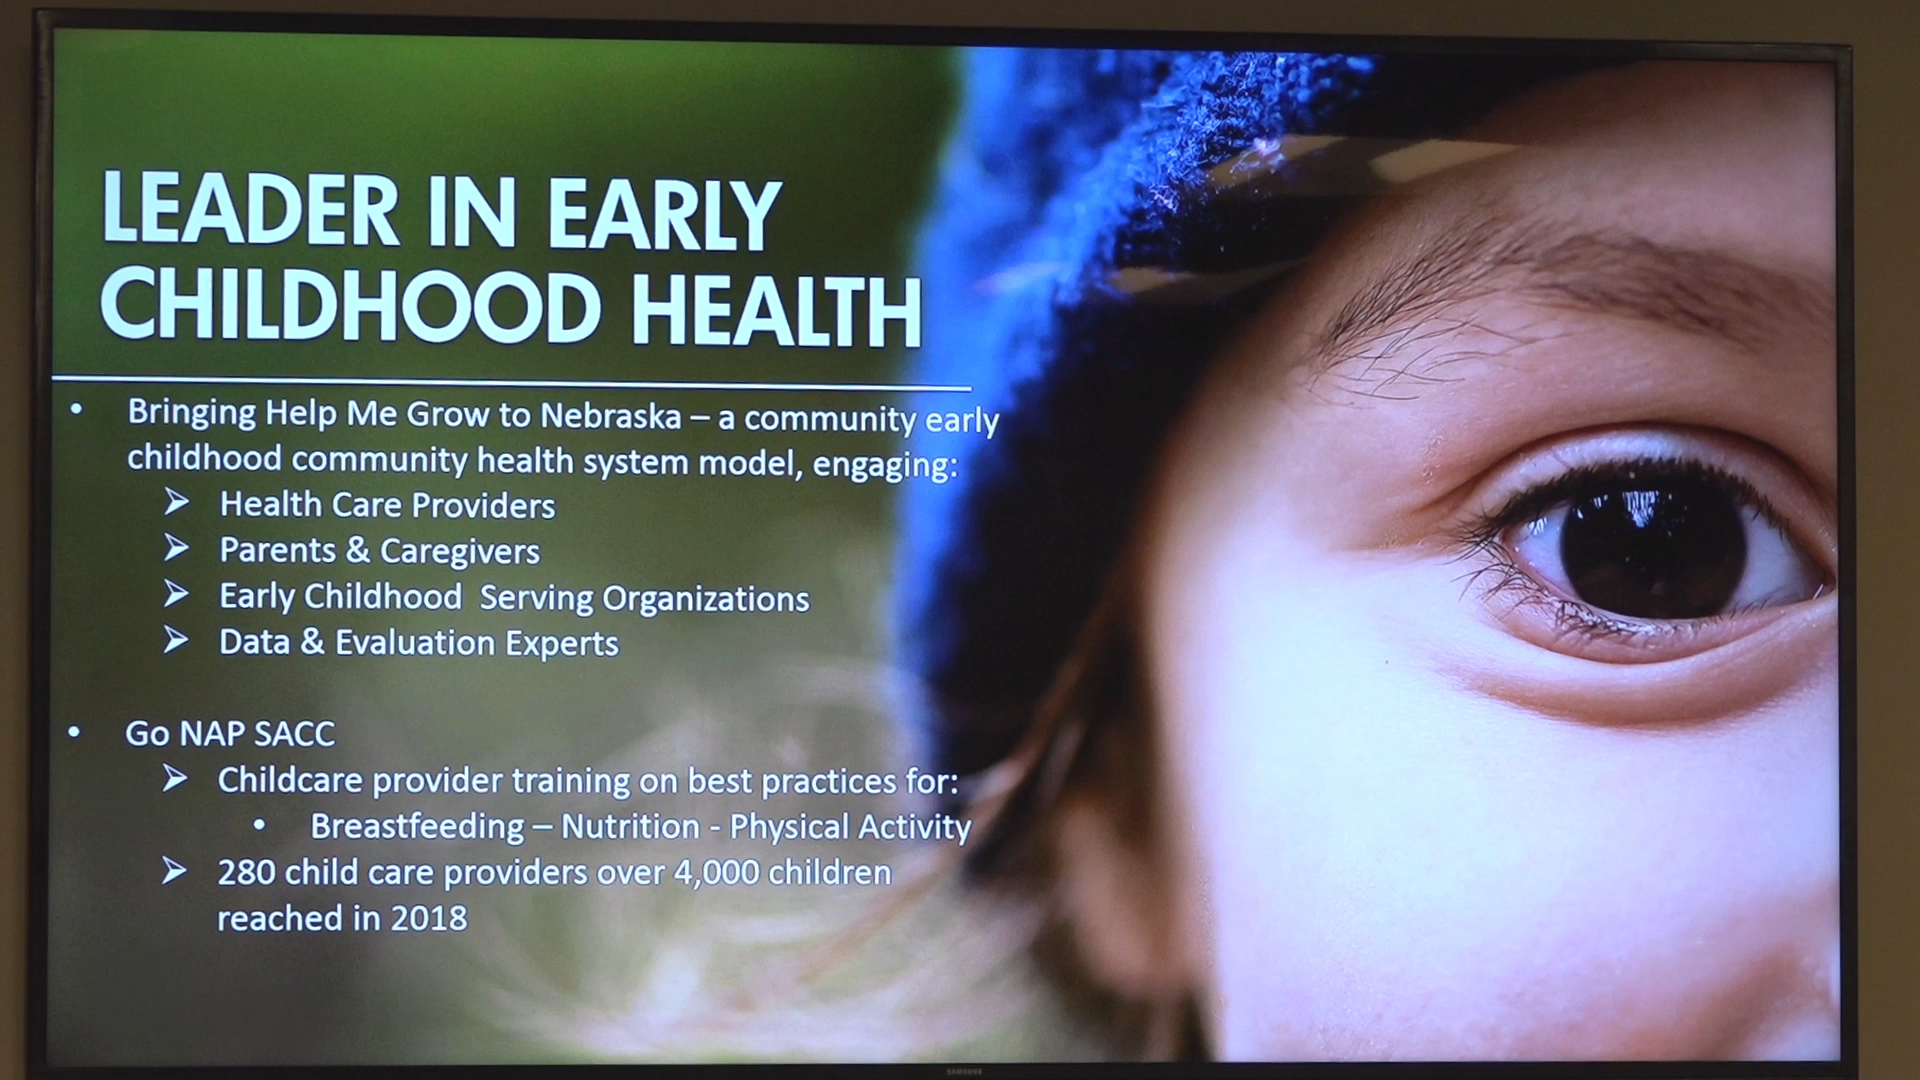 LEADER IN EARLY
CHILDHOOD HEALTH
• Bringing Help Me Grow to Nebraska – a community early
childhood community health system model, engaging:
➢ Health Care Providers
➢ Parents & Caregivers
➢ Early Childhood  Serving Organizations
➢ Data & Evaluation Experts
• Go NAP SACC
➢ Childcare provider training on best practices for:
• Breastfeeding – Nutrition - Physical Activity
➢ 280 child care providers over 4,000 children
reached in 2018
SAMSUNG